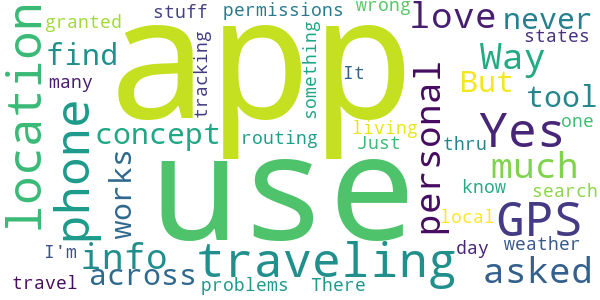 stuff permissions wrong
granted love never
find app states
many tracking something It Way But tool
location phone concept routing living one
works Just personal Yes thru
use much
know search
I'm info traveling local GPS
across day weather
travel problems There asked